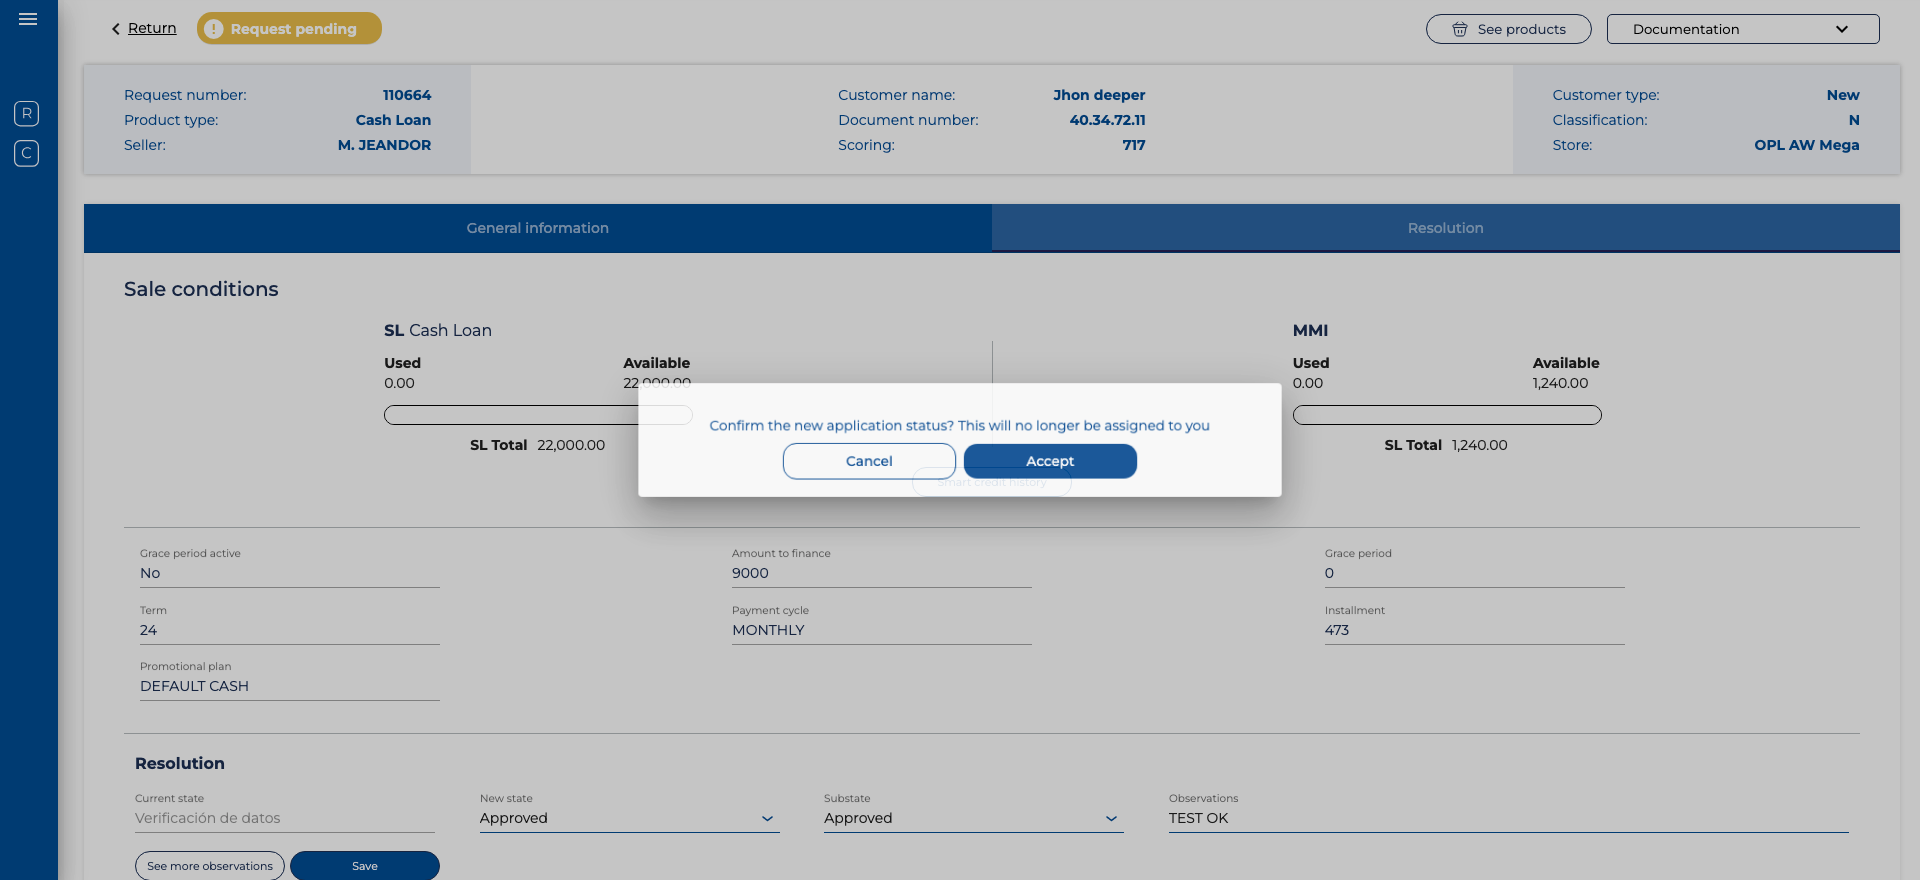 Return
Request pending
See products
Documentation
R
C
Request number: 110664
Product type: Cash Loan
Seller: M. JEANDOR
Customer name: Jhon deeper
Document number: 40.34.72.11
Scoring: 717
Customer type: New
Classification: N
Store: OPL AW Mega
General information
Resolution
Sale conditions
SL Cash Loan
Used Available
0.00 22,000.00
SL Total 22,000.00
MMI
Used Available
0.00 1,240.00
SL Total 1,240.00
Confirm the new application status? This will no longer be assigned to you
Cancel
Accept
Smart credit history
Grace period active
No
Amount to finance
9000
Grace period
0
Term
24
Payment cycle
MONTHLY
Installment
473
Promotional plan
DEFAULT CASH
Resolution
Current state
Verificación de datos
New state
Approved
Substate
Approved
Observations
TEST OK
See more observations
Save